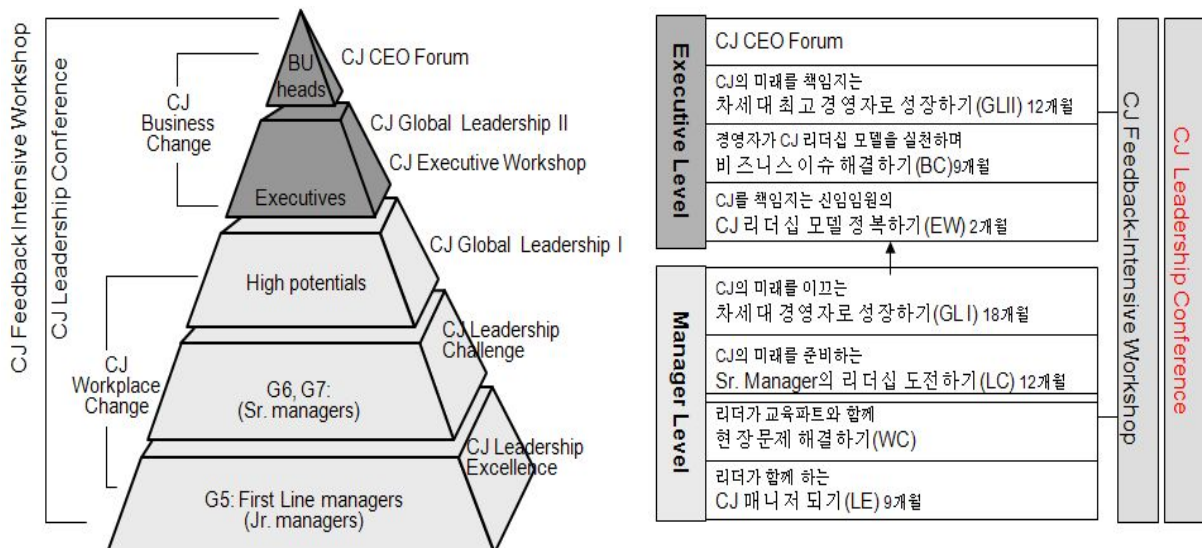 CJ Feedback Intensive Workshop
CJ Leadership Conference
CJ
Business
Change
CJ
Workplace
Change
BU
heads
Executives
High potentials
G6, G7:
(Sr. managers)
G5: First Line managers
(Jr. managers)
CJ CEO Forum
CJ Global Leadership II
CJ Executive Workshop
CJ Global Leadership I
CJ Leadership
Challenge
CJ Leadership
Excellence
Executive Level
CJ CEO Forum
CJ의 미래를 책임지는
차세대 최고 경영자로 성장하기(GLII) 12개월
경영자가 CJ 리더십 모델을 실천하며
비즈니스 이슈 해결하기(BC)9개월
CJ를 책임지는 신임임원의
CJ 리더십 모델 정복하기(EW) 2개월
Manager Level
CJ의 미래를 이끄는
차세대 경영자로 성장하기(GL I) 18개월
CJ의 미래를 준비하는
Sr. Manager의 리더십 도전하기(LC) 12개월
리더가 교육파트와 함께
현장문제 해결하기(WC)
리더가 함께 하는
CJ 매니저 되기(LE) 9개월
CJ Feedback-Intensive Workshop
CJ Leadership Conference